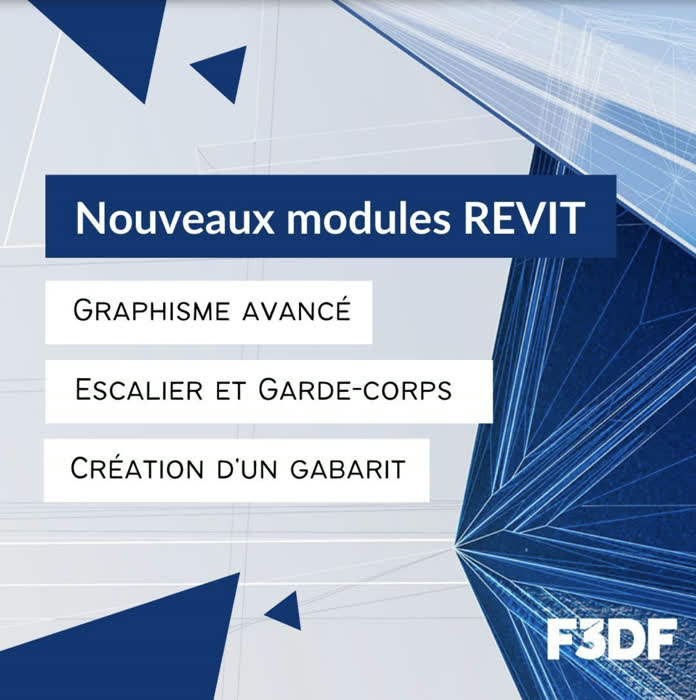 Nouveaux modules REVIT
Graphisme avancé
Escalier et Garde-corps
Création d'un gabarit
F3DF